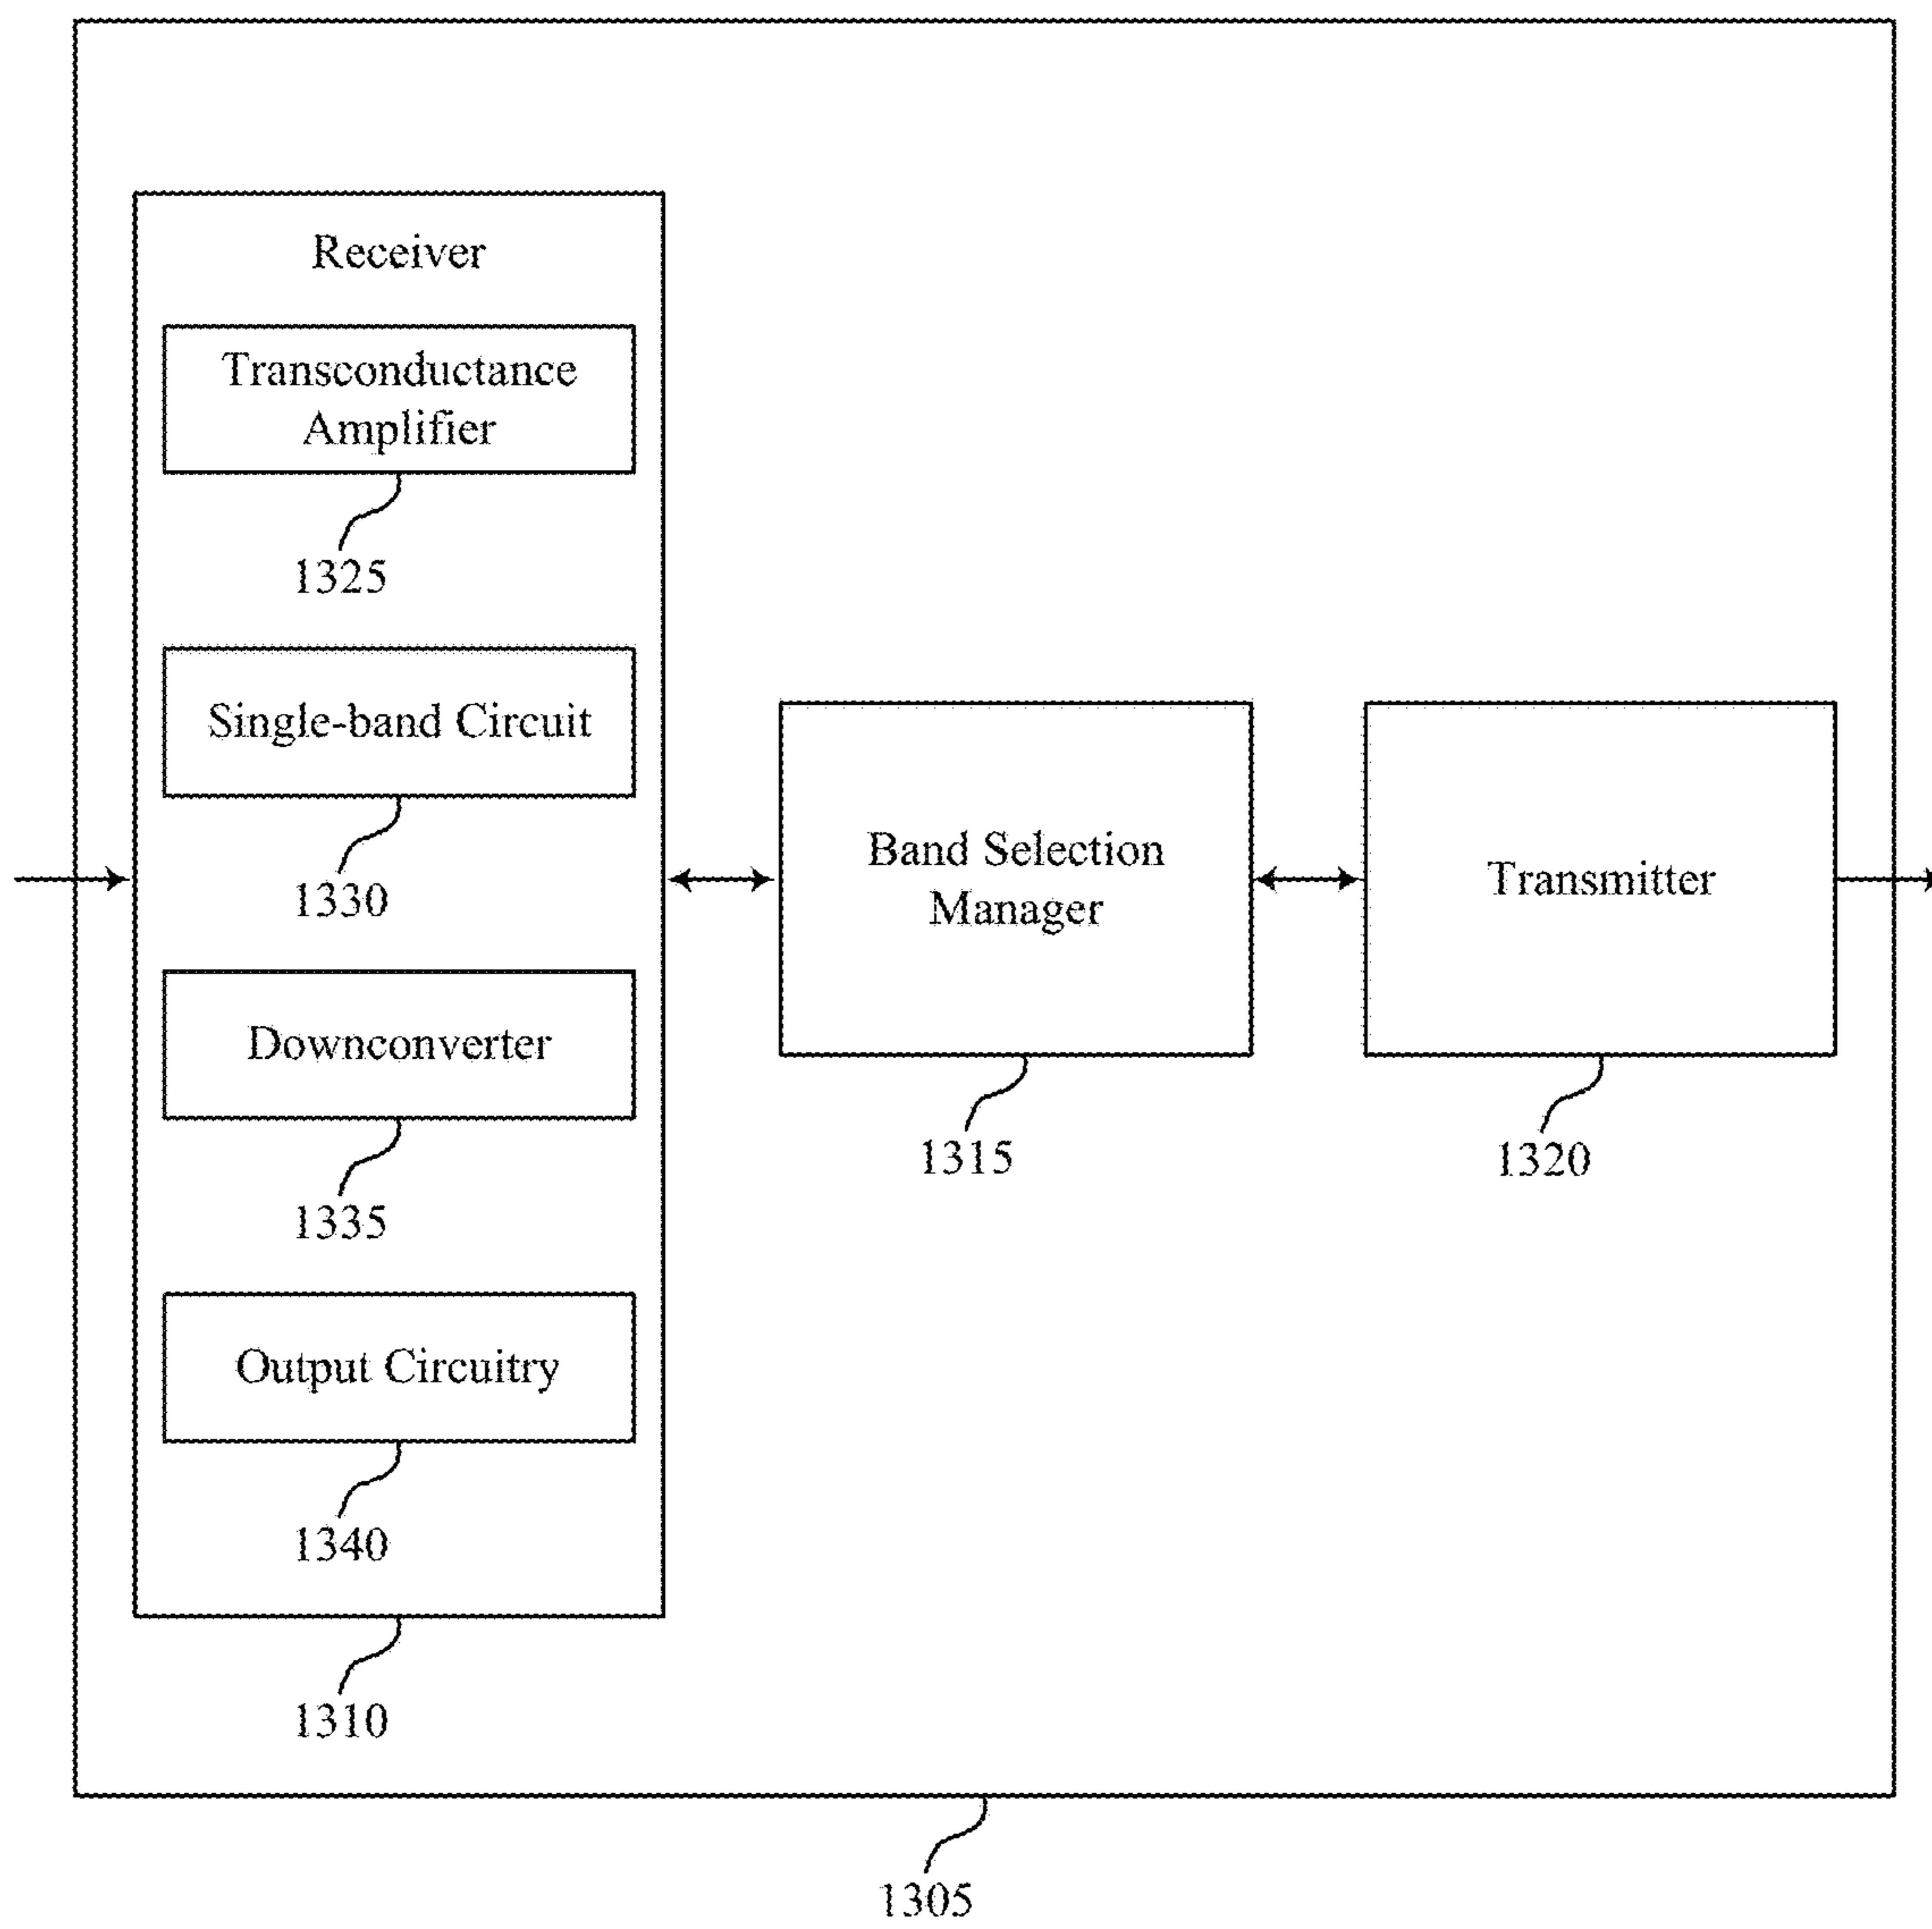 Receiver
Transconductance
Amplifier
1325
Single-band Circuit
1330
Downconverter
1335
Output Circuitry
1340
1310
Band Selection
Manager
1315
Transmitter
1320
1305